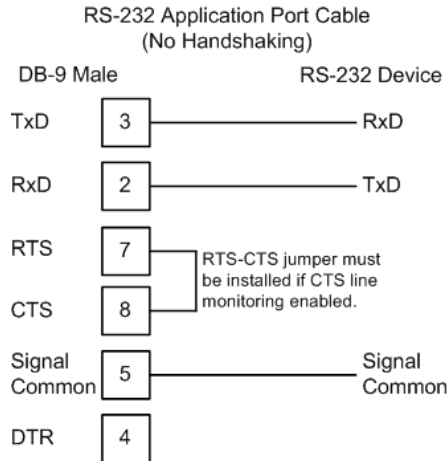 RS-232 Application Port Cable
(No Handshaking)
DB-9 Male RS-232 Device
TxD 3 RxD
RxD 2 TxD
RTS 7
RTS-CTS jumper must
be installed if CTS line
monitoring enabled.
CTS 8
Signal
Common 5 Signal
Common
DTR 4